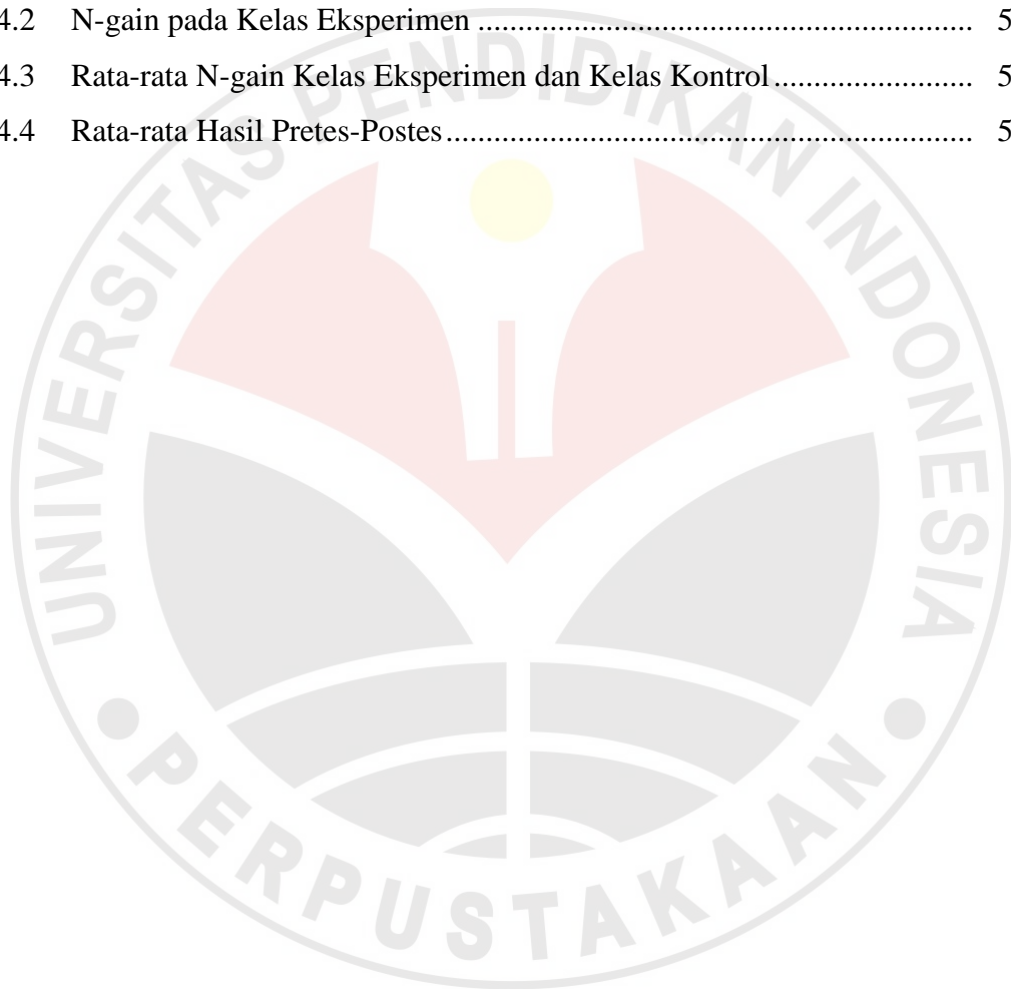 4.2 N-gain pada Kelas Eksperimen ........................................................................ 5
4.3 Rata-rata N-gain Kelas Eksperimen dan Kelas Kontrol ............................. 5
4.4 Rata-rata Hasil Pretes-Postes ............................................................................. 5
UNIVERSITAS PENDIDIKAN INDONESIA
PERPUSTAKAAN